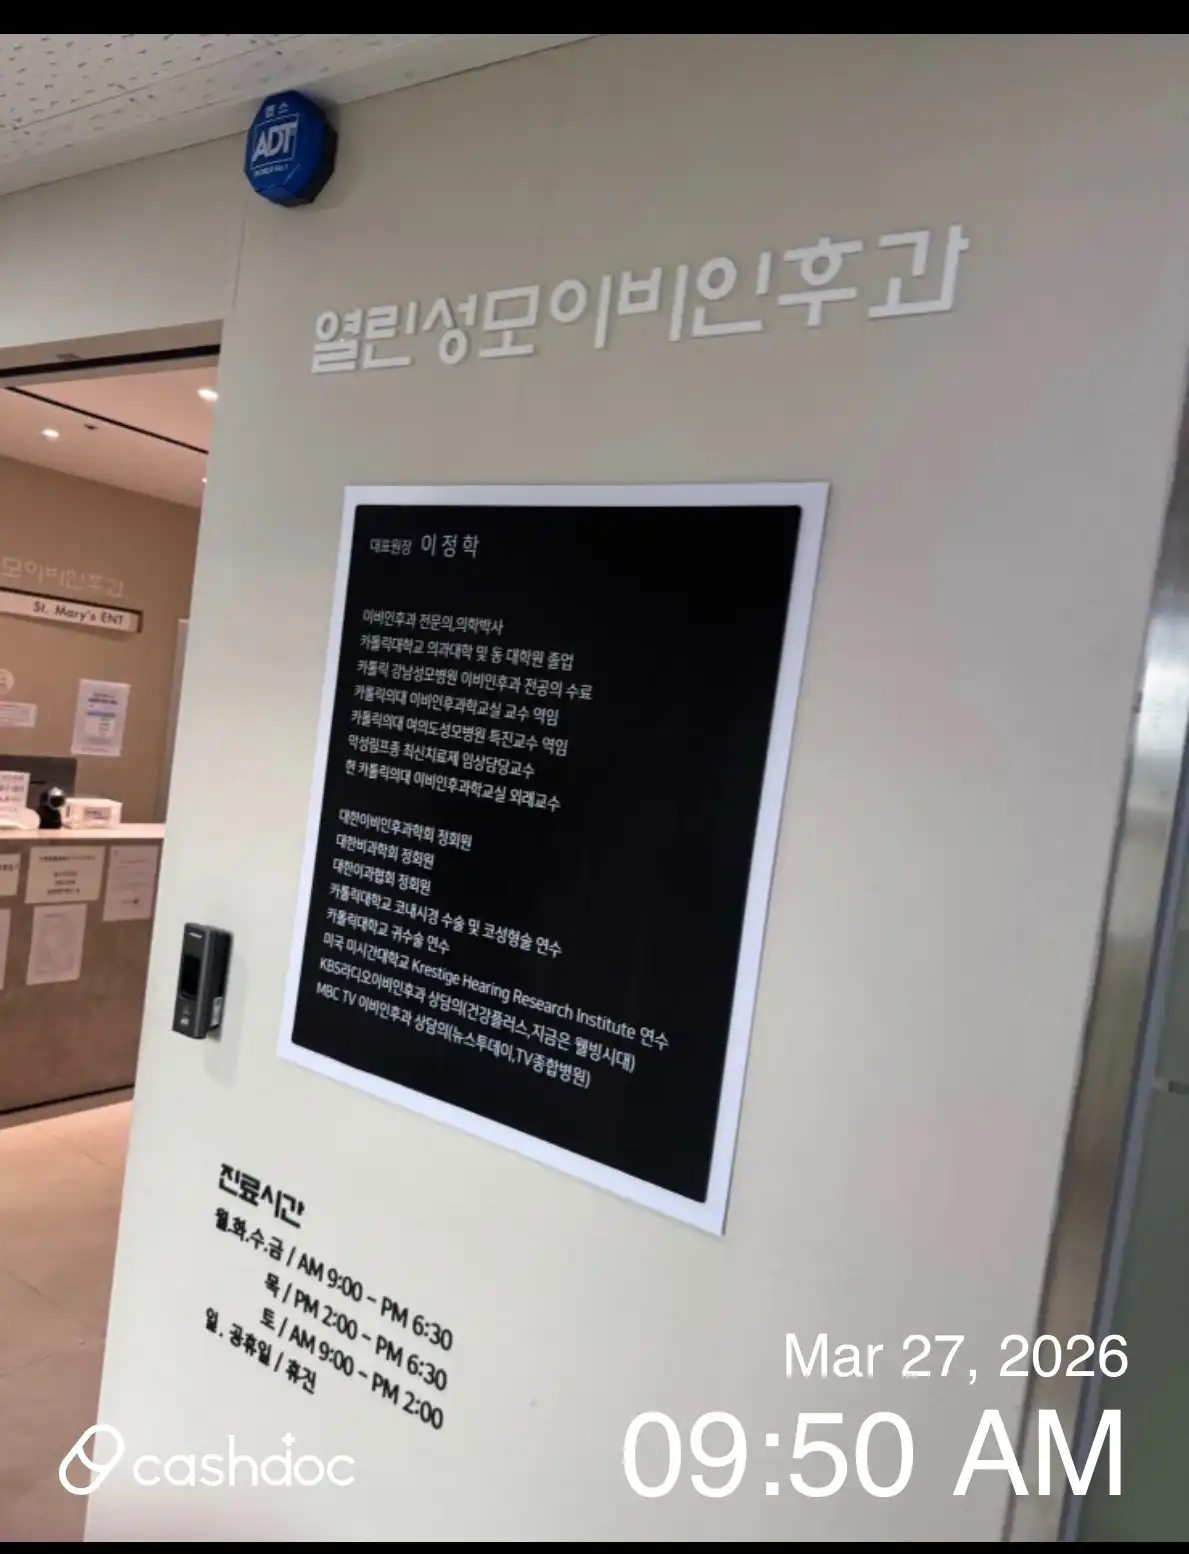 캡스
ADT
열린성모이비인후과
모이비인후과
St. Mary's ENT
대표원장 이정학
이비인후과 전문의,의학박사
카톨릭대학교 의과대학 및 동 대학원 졸업
카톨릭 강남성모병원 이비인후과 전공의 수료
카톨릭의대 이비인후과학교실 교수 역임
카톨릭의대 여의도성모병원 특진교수 역임
악성림프종 최신치료제 임상담당교수
현 카톨릭의대 이비인후과학교실 외래교수
대한이비인후과학회 정회원
대한비과학회 정회원
대한이과협회 정회원
카톨릭대학교 코내시경 수술 및 코성형술 연수
카톨릭대학교 귀수술 연수
미국 미시간대학교 Krestige Hearing Research Institute 연수
KBS라디오이비인후과 상담의(건강플러스,지금은 웰빙시대)
MBC TV 이비인후과 상담의(뉴스투데이,TV종합병원)
진료시간
월.화.수.금 / AM 9:00 - PM 6:30
목 / PM 2:00 - PM 6:30
토 / AM 9:00 - PM 2:00
일. 공휴일 / 휴진
Mar 27, 2026
09:50 AM
cashdoc